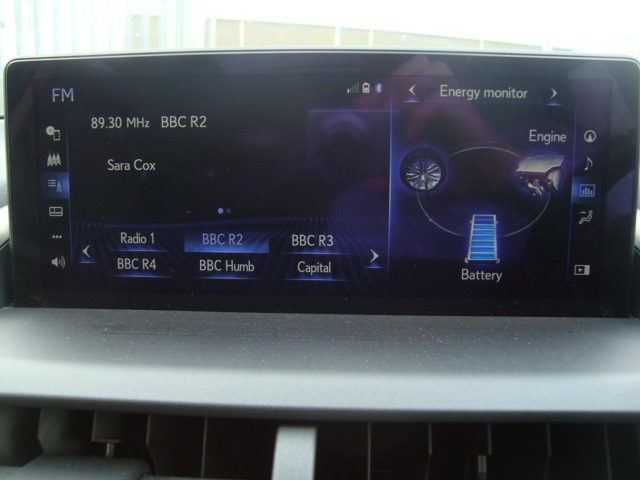 FM
Energy monitor
89.30 MHz BBC R2
Engine
Sara Cox
Radio 1 BBC R2 BBC R3
BBC R4 BBC Humb Capital
Battery